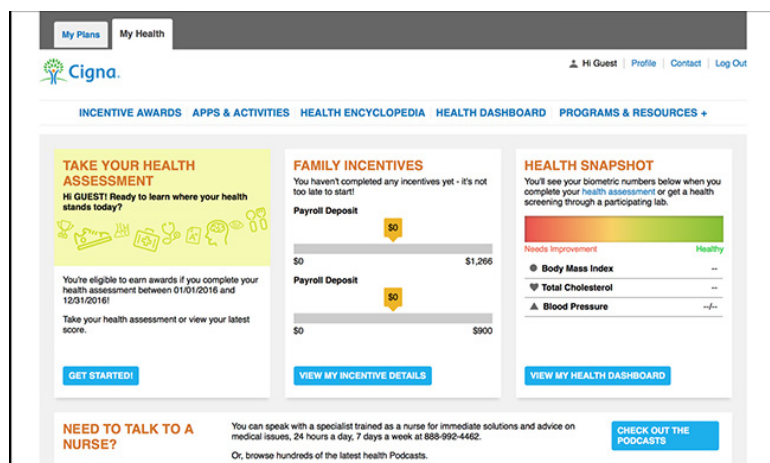 My Plans
My Health
Cigna.
Hi Guest
Profile
Contact
Log Out
INCENTIVE AWARDS
APPS & ACTIVITIES
HEALTH ENCYCLOPEDIA
HEALTH DASHBOARD
PROGRAMS & RESOURCES +
TAKE YOUR HEALTH
ASSESSMENT
Hi GUEST! Ready to learn where your health
stands today?
You're eligible to earn awards if you complete your
health assessment between 01/01/2016 and
12/31/2016!
Take your health assessment or view your latest
score.
GET STARTED!
FAMILY INCENTIVES
You haven't completed any incentives yet - it's not
too late to start!
Payroll Deposit
$0
$0
$1,266
Payroll Deposit
$0
$0
$900
VIEW MY INCENTIVE DETAILS
HEALTH SNAPSHOT
You'll see your biometric numbers below when you
complete your health assessment or get a health
screening through a participating lab.
Needs Improvement
Healthy
Body Mass Index --
Total Cholesterol --
Blood Pressure --/--
VIEW MY HEALTH DASHBOARD
NEED TO TALK TO A
NURSE?
You can speak with a specialist trained as a nurse for immediate solutions and advice on
medical issues, 24 hours a day, 7 days a week at 888-992-4462.
Or, browse hundreds of the latest health Podcasts.
CHECK OUT THE
PODCASTS